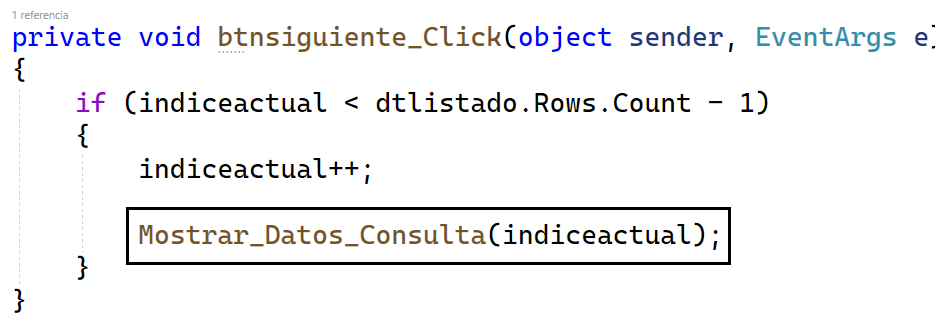 1 referencia
private void btnsiguiente_Click(object sender, EventArgs e)
{
if (indiceactual < dtlistado.Rows.Count - 1)
{
indiceactual++;
Mostrar_Datos_Consulta(indiceactual);
}
}